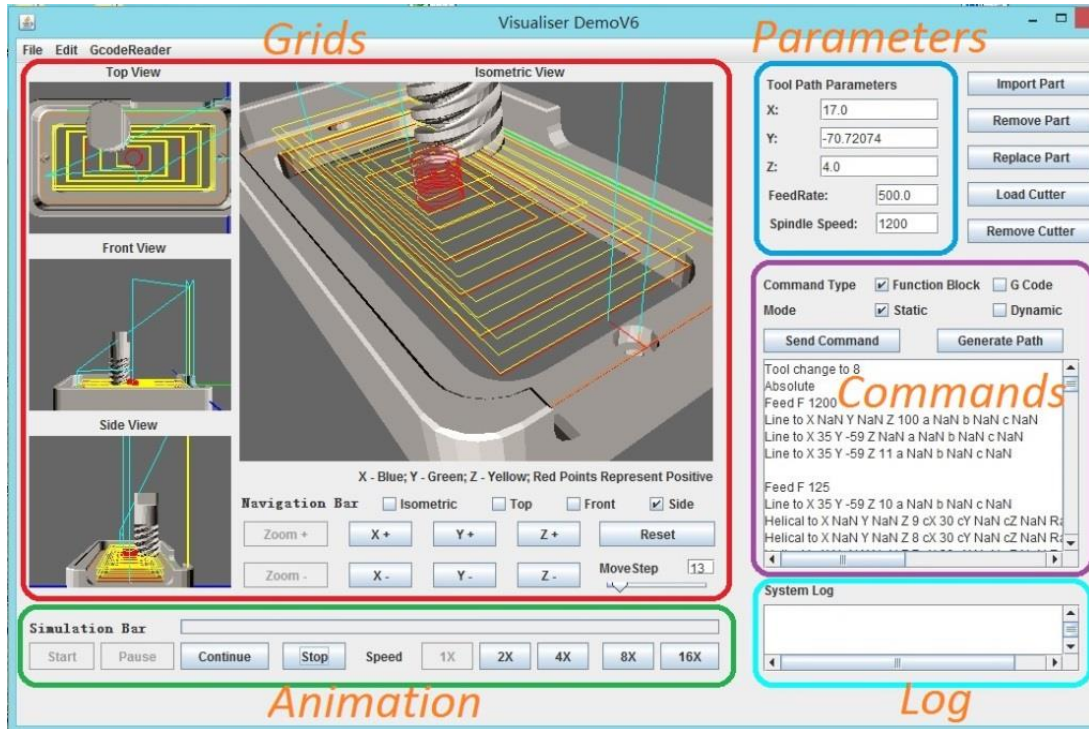 Visualiser DemoV6
File Edit GcodeReader
Grids
Parameters
Top View
Isometric View
Front View
Side View
X - Blue; Y - Green; Z - Yellow; Red Points Represent Positive
Navigation Bar Isometric Top Front Side
Zoom + X + Y + Z + Reset
Zoom - X - Y - Z - MoveStep 13
Simulation Bar
Start Pause Continue Stop Speed 1X 2X 4X 8X 16X
Animation
Tool Path Parameters
X: 17.0
Y: -70.72074
Z: 4.0
FeedRate: 500.0
Spindle Speed: 1200
Import Part
Remove Part
Replace Part
Load Cutter
Remove Cutter
Command Type Function Block G Code
Mode Static Dynamic
Send Command Generate Path
Tool change to 8
Absolute
Feed F 1200
Commands
Line to X NaN Y NaN Z 100 a NaN b NaN c NaN
Line to X 35 Y -59 Z NaN a NaN b NaN c NaN
Line to X 35 Y -59 Z 11 a NaN b NaN c NaN
Feed F 125
Line to X 35 Y -59 Z 10 a NaN b NaN c NaN
Helical to X NaN Y NaN Z 9 cX 30 cY NaN cZ NaN Ra
Helical to X NaN Y NaN Z 8 cX 30 cY NaN cZ NaN Ra
System Log
Log